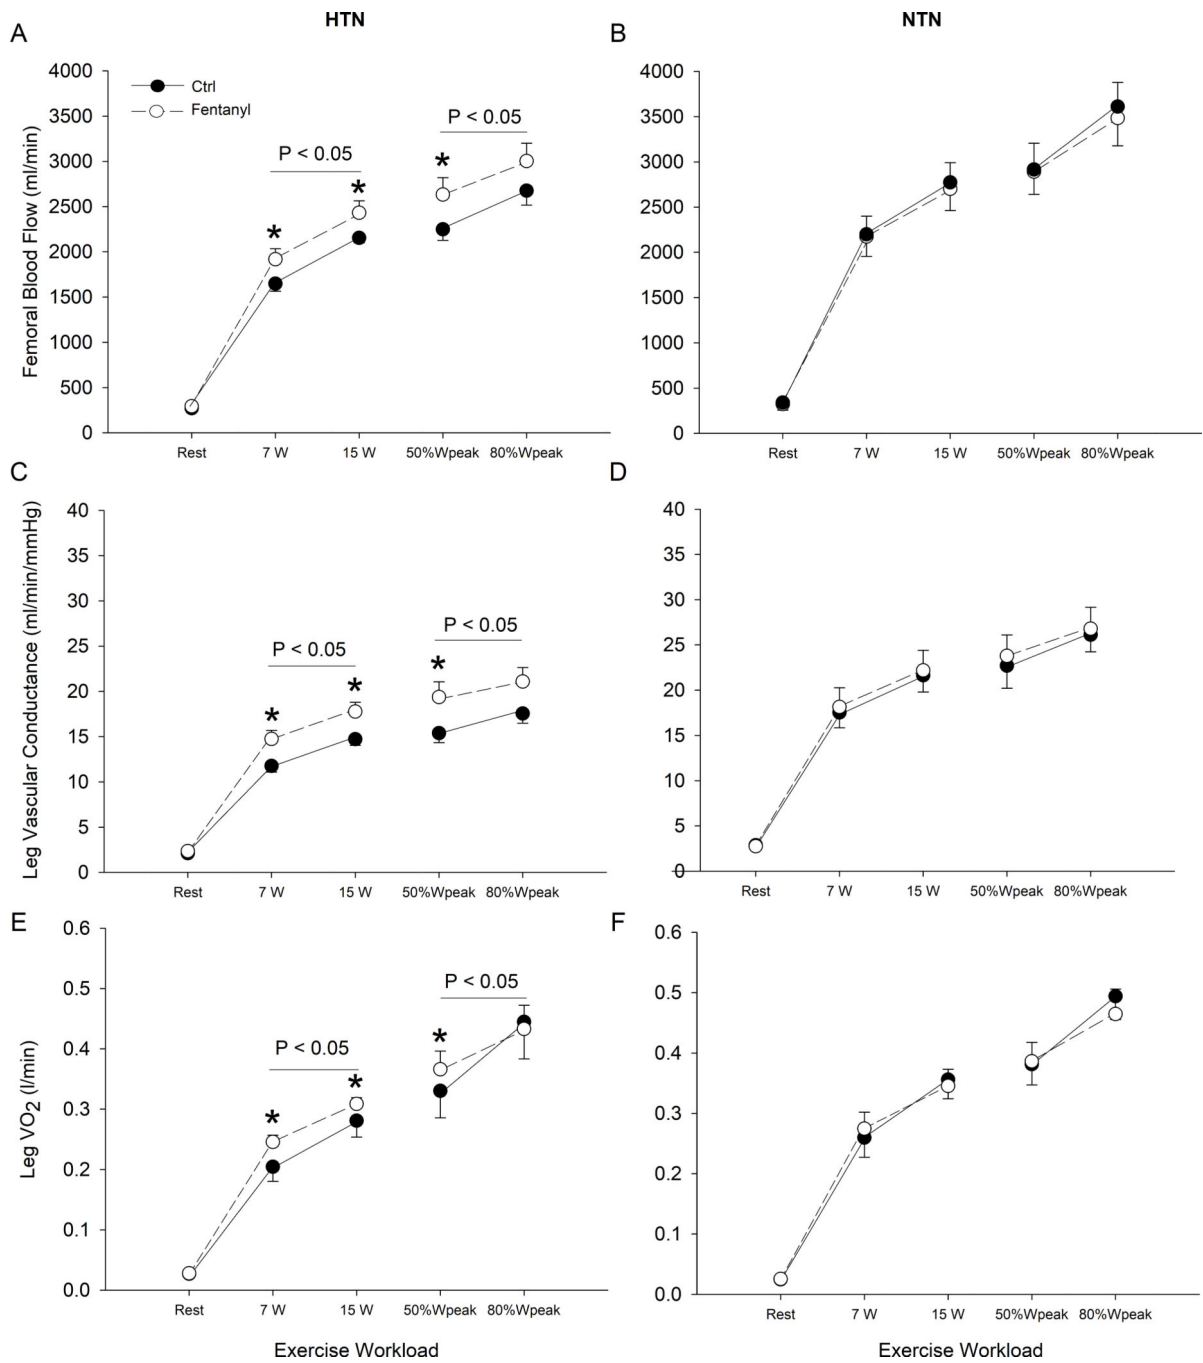 HTN
NTN
A
Femoral Blood Flow (ml/min)
4000
3500
3000
2500
2000
1500
1000
500
0
Ctrl
Fentanyl
P < 0.05
P < 0.05
*
*
*
Rest 7 W 15 W 50%Wpeak 80%Wpeak
B
4000
3500
3000
2500
2000
1500
1000
500
0
Rest 7 W 15 W 50%Wpeak 80%Wpeak
C
Leg Vascular Conductance (ml/min/mmHg)
40
35
30
25
20
15
10
5
0
P < 0.05
P < 0.05
*
*
*
Rest 7 W 15 W 50%Wpeak 80%Wpeak
D
40
35
30
25
20
15
10
5
0
Rest 7 W 15 W 50%Wpeak 80%Wpeak
E
Leg VO2 (l/min)
0.6
0.5
0.4
0.3
0.2
0.1
0.0
P < 0.05
P < 0.05
*
*
*
Rest 7 W 15 W 50%Wpeak 80%Wpeak
Exercise Workload
F
0.6
0.5
0.4
0.3
0.2
0.1
0.0
Rest 7 W 15 W 50%Wpeak 80%Wpeak
Exercise Workload